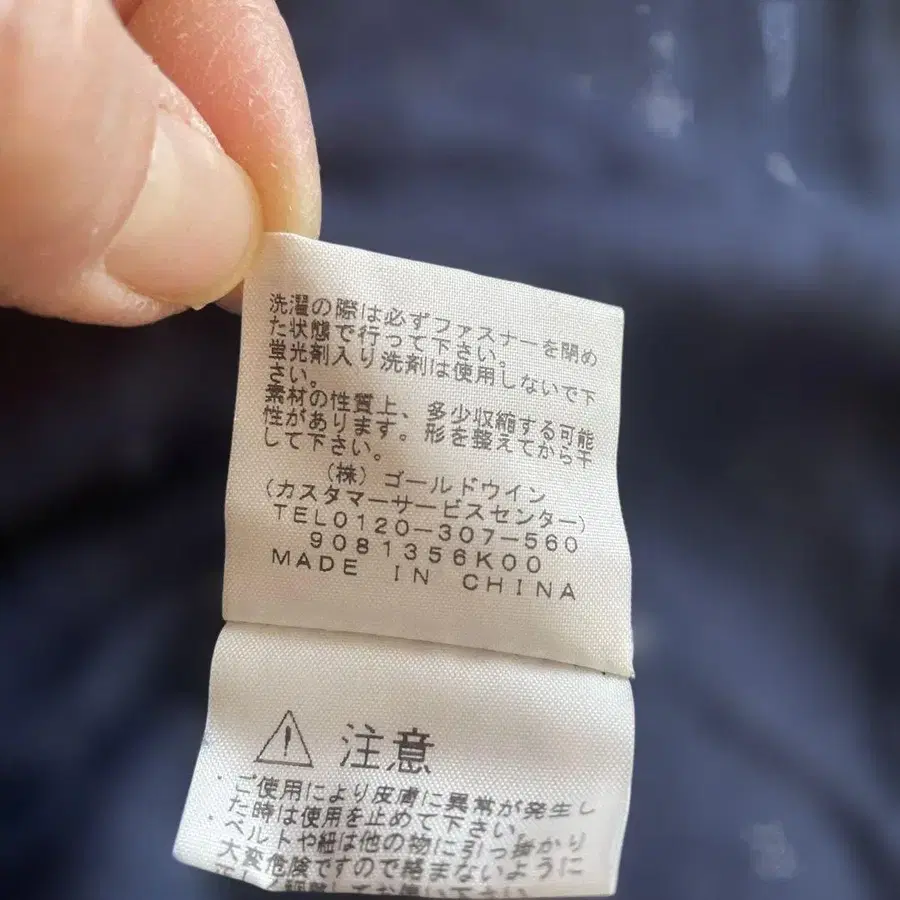 洗濯の際は必ずファスナーを閉め
た状態で行って下さい。
蛍光剤入り洗剤は使用しないで下
さい。
素材の性質上、多少収縮する可能
性があります。形を整えてから干
して下さい。
(株)ゴールドウイン
(カスタマーサービスセンター)
TEL0120-307-560
9081356K00
MADE IN CHINA
注意
・ご使用により皮膚に異常が発生し
た時は使用を止めて下さい。
・ベルトや紐は他の物に引っ掛かり
大変危険ですので絡まないように